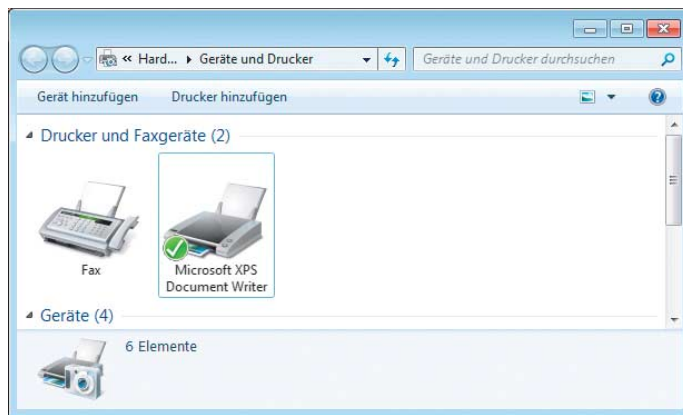 « Hard... Geräte und Drucker
Geräte und Drucker durchsuchen
Gerät hinzufügen Drucker hinzufügen
Drucker und Faxgeräte (2)
Fax
Microsoft XPS
Document Writer
Geräte (4)
6 Elemente